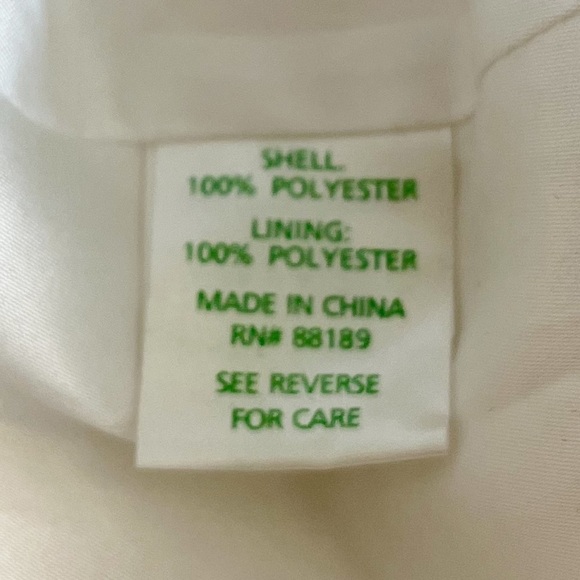 SHELL:
100% POLYESTER
LINING:
100% POLYESTER
MADE IN CHINA
RN# 88189
SEE REVERSE
FOR CARE